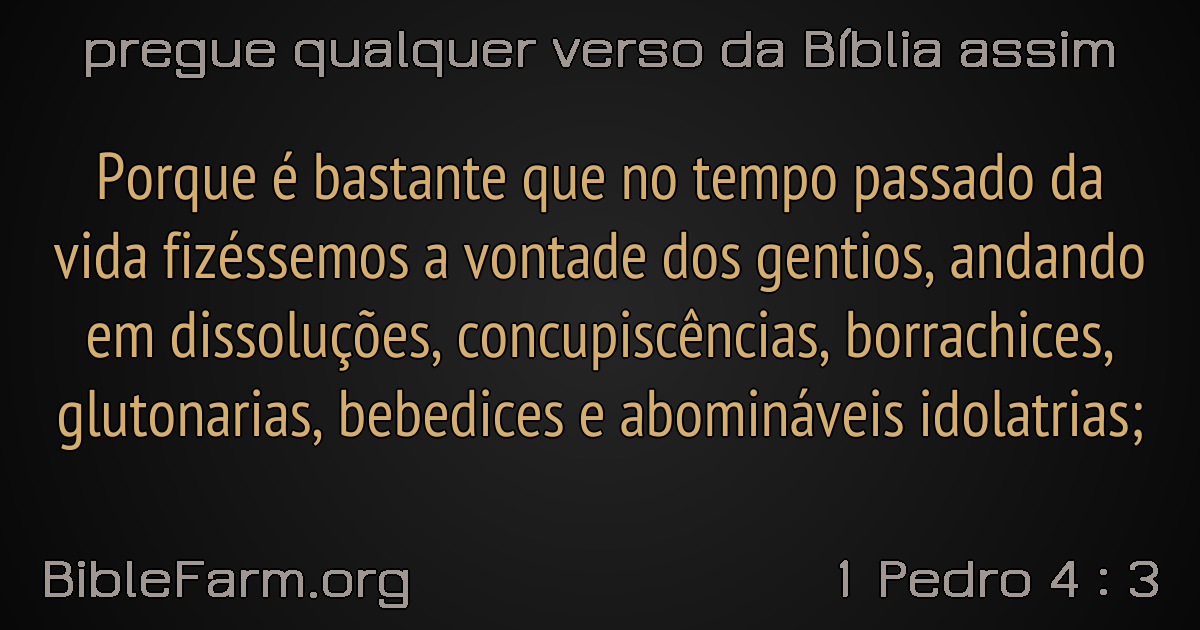 pregue qualquer verso da Bíblia assim
Porque é bastante que no tempo passado da
vida fizéssemos a vontade dos gentios, andando
em dissoluções, concupiscências, borrachices,
glutonarias, bebedices e abomináveis idolatrias;
BibleFarm.org
1 Pedro 4 : 3